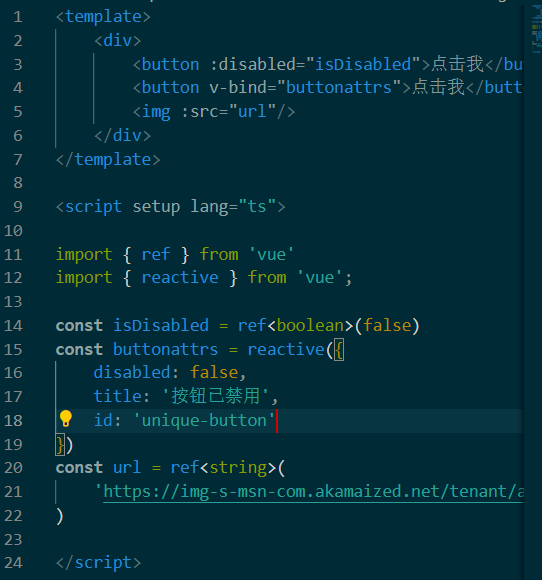 1 <template>
2 <div>
3 <button :disabled="isDisabled">点击我</bu
4 <button v-bind="buttonattrs">点击我</butt
5 <img :src="url"/>
6 </div>
7 </template>
8
9 <script setup lang="ts">
10
11 import { ref } from 'vue'
12 import { reactive } from 'vue';
13
14 const isDisabled = ref<boolean>(false)
15 const buttonattrs = reactive({
16 disabled: false,
17 title: '按钮已禁用',
18 id: 'unique-button'
19 })
20 const url = ref<string>(
21 'https://img-s-msn-com.akamaized.net/tenant/a
22 )
23
24 </script>